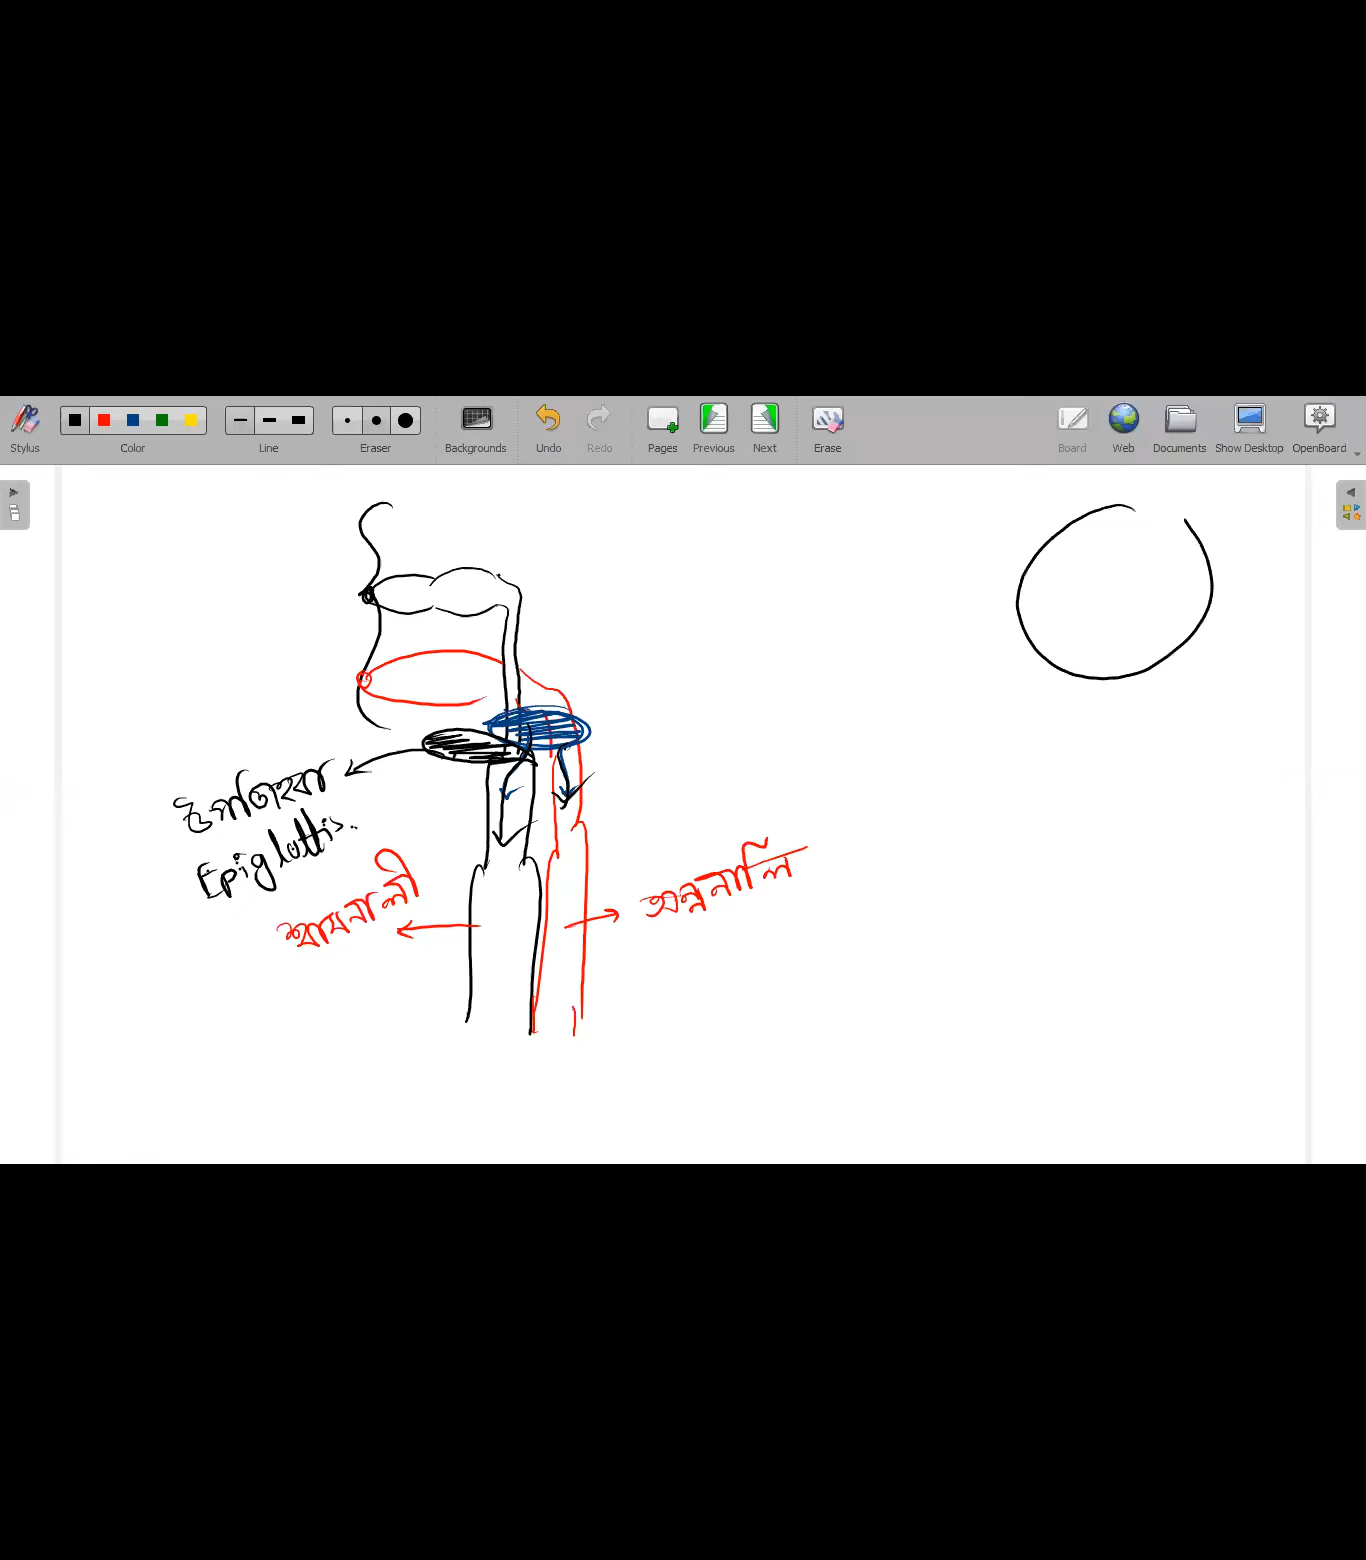 Stylus Color Line Eraser Backgrounds Undo Redo Pages Previous Next Erase Board Web Documents Show Desktop OpenBoard
উপজিহবা
Epiglottis.
শ্বাসনালী
অন্ননালি